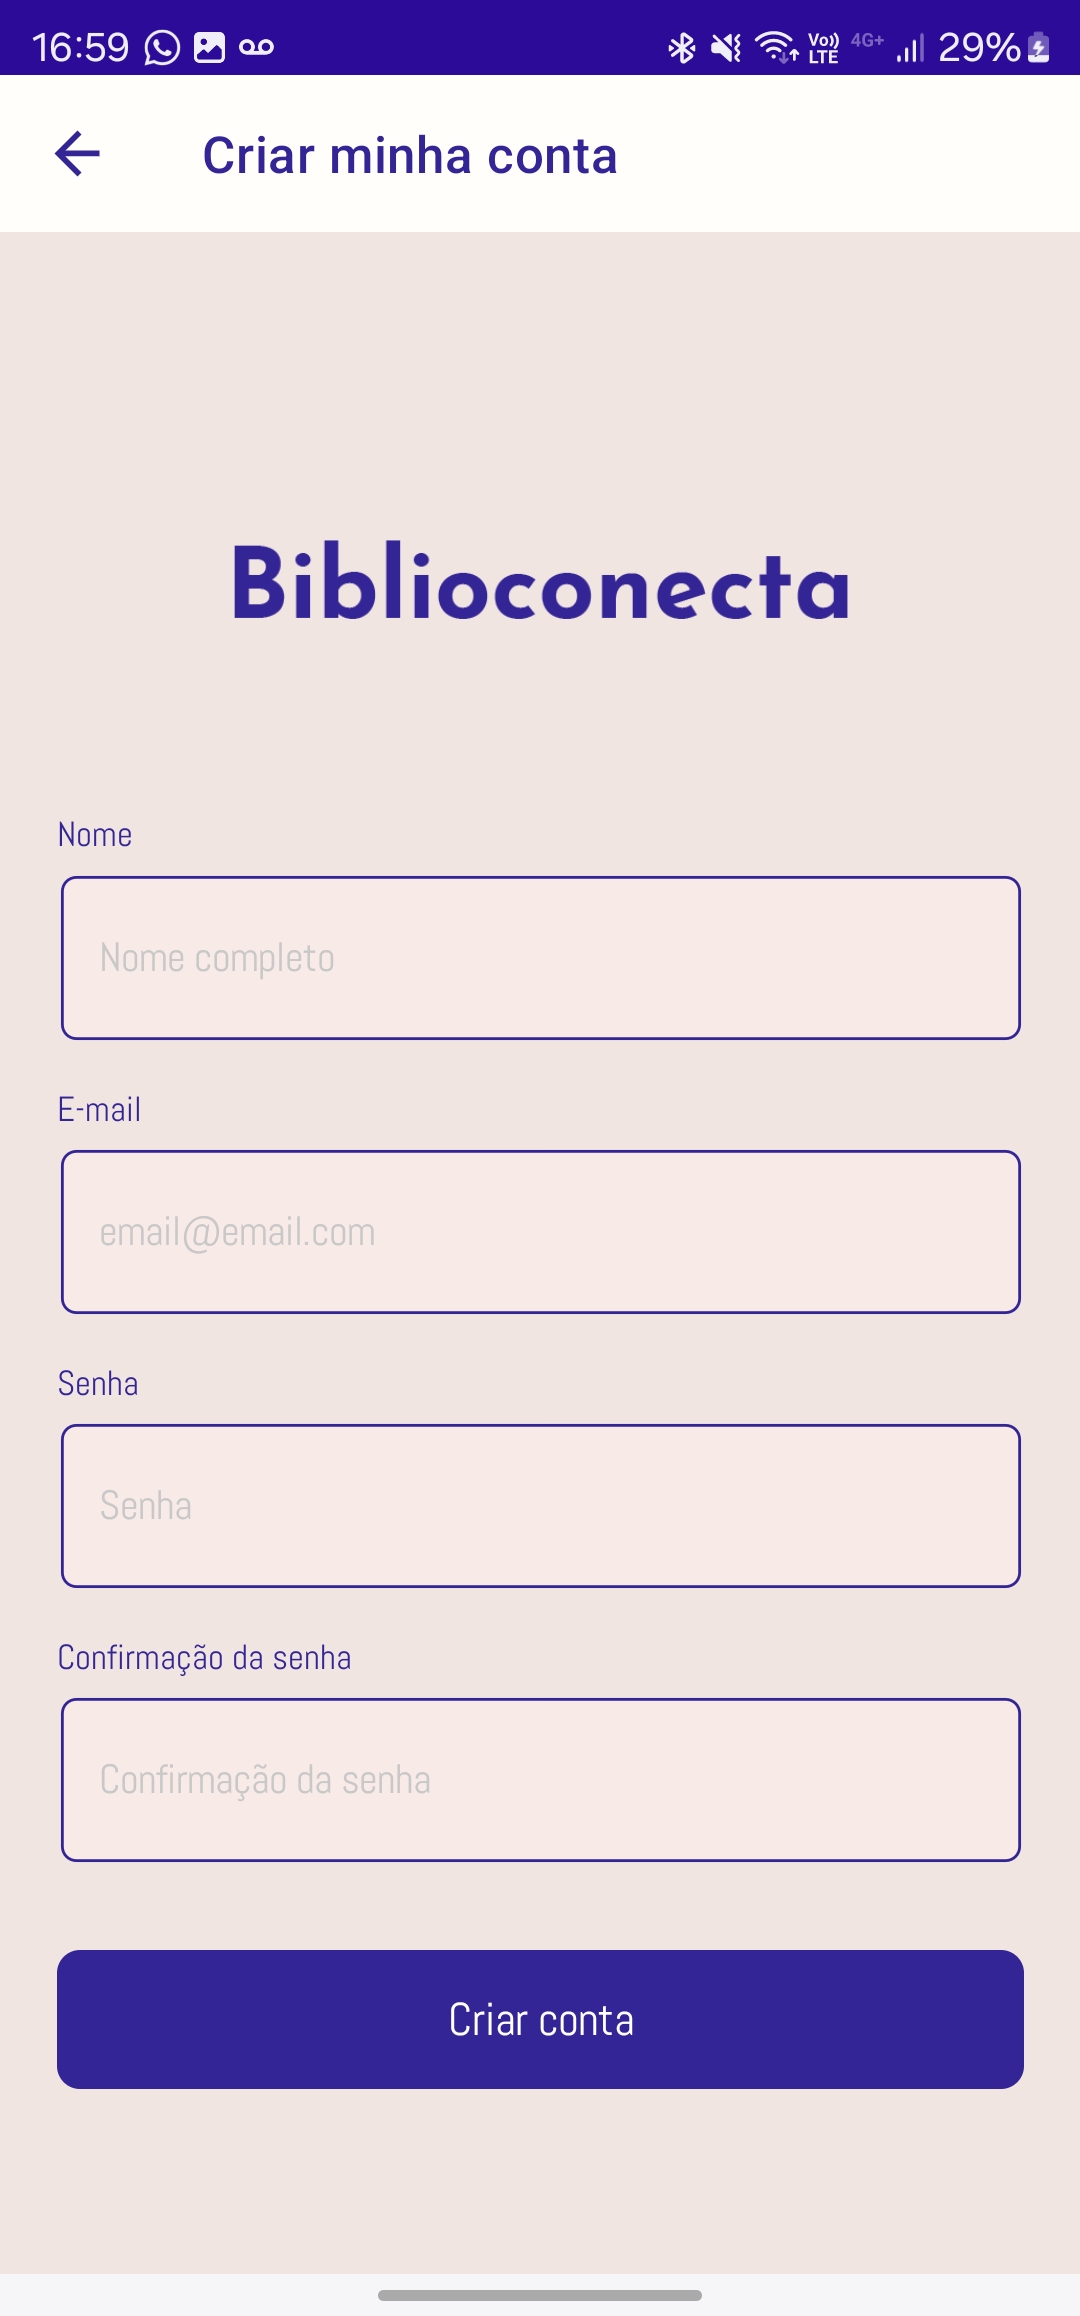 16:59 Vo)) LTE 4G+ 29%
Criar minha conta
Biblioconecta
Nome
Nome completo
E-mail
email@email.com
Senha
Senha
Confirmação da senha
Confirmação da senha
Criar conta